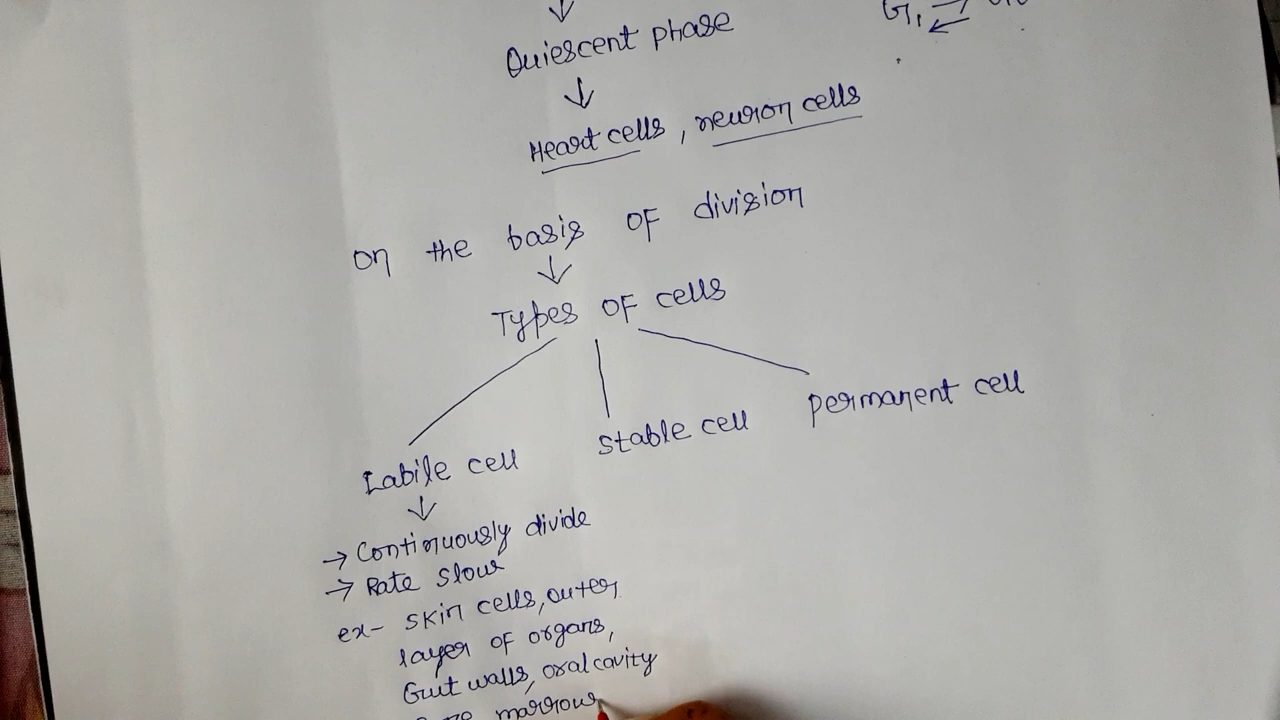 G₁ ⇌
↓
Quiescent phase
↓
Heart cells, neuron cells
on the basis OF division
↓
Types OF cells
Labile cell stable cell permanent cell
↓
→ Continuously divide
→ Rate slow
ex- skin cells, outer
layer of organs,
Gut walls, oral cavity
marrow